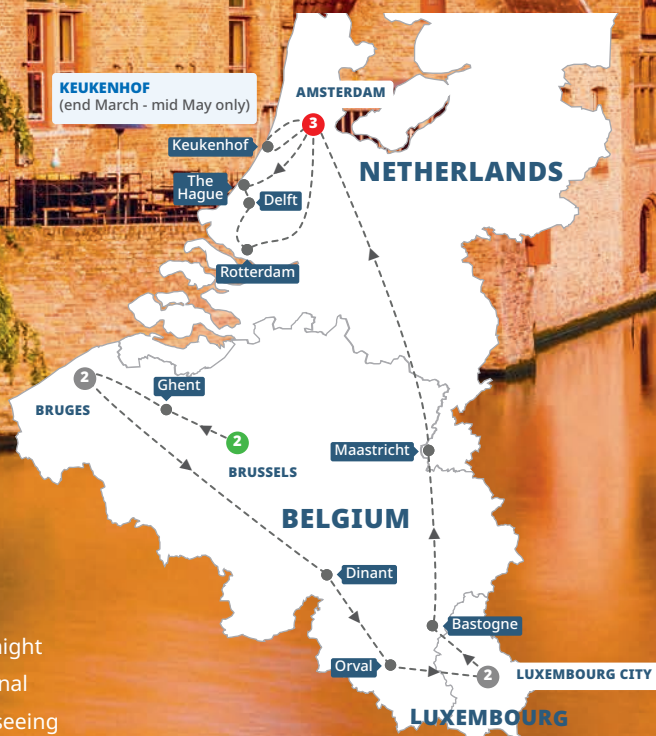 KEUKENHOF
(end March - mid May only)
AMSTERDAM
3
Keukenhof
NETHERLANDS
The
Hague
Delft
Rotterdam
2
Ghent
BRUGES
2
BRUSSELS
Maastricht
BELGIUM
Dinant
Bastogne
Orval
2
LUXEMBOURG CITY
LUXEMBOURG
seeing